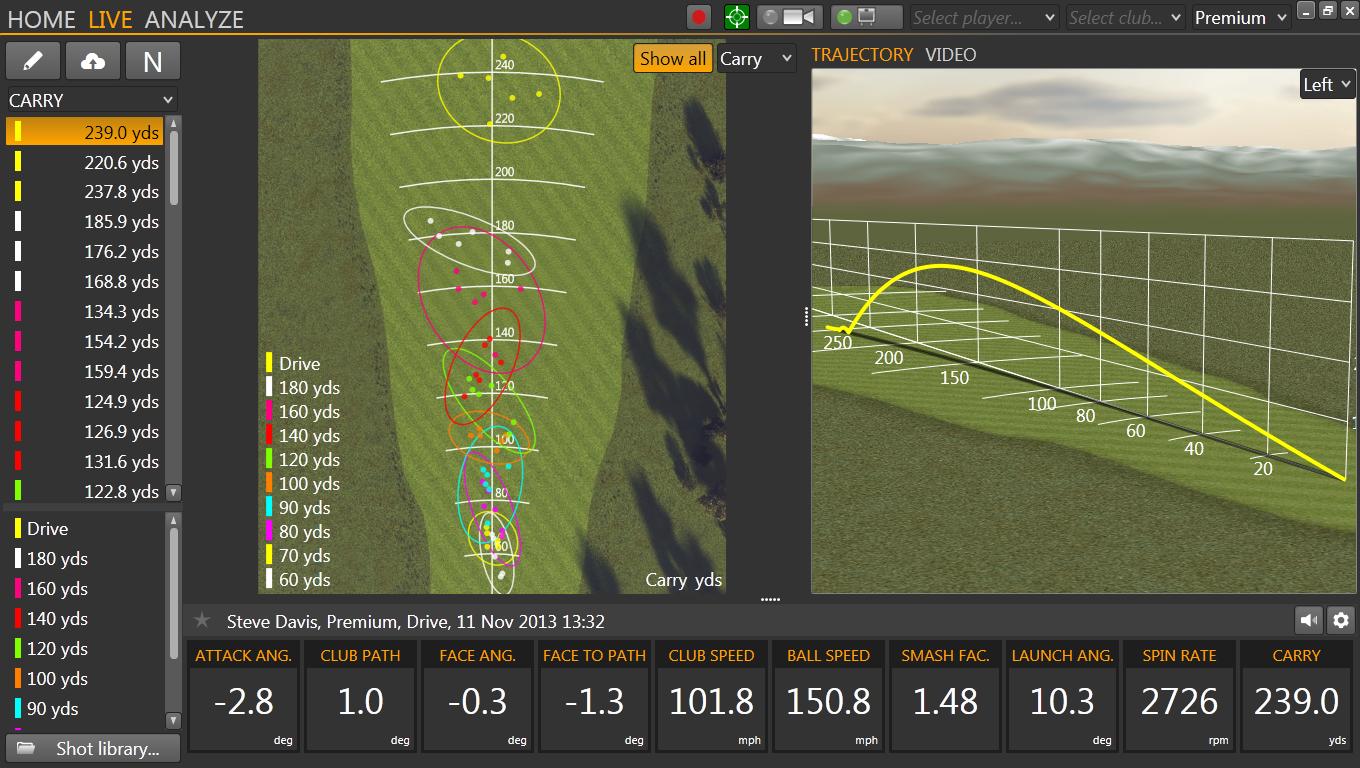 HOME LIVE ANALYZE
Select player...
Select club...
Premium
N
CARRY
239.0 yds
220.6 yds
237.8 yds
185.9 yds
176.2 yds
168.8 yds
134.3 yds
154.2 yds
159.4 yds
124.9 yds
126.9 yds
131.6 yds
122.8 yds
Drive
180 yds
160 yds
140 yds
120 yds
100 yds
90 yds
Shot library...
Show all
Carry
240
220
200
180
160
140
120
100
80
60
Drive
180 yds
160 yds
140 yds
120 yds
100 yds
90 yds
80 yds
70 yds
60 yds
Carry yds
TRAJECTORY VIDEO
Left
250
200
150
100
80
60
40
20
Steve Davis, Premium, Drive, 11 Nov 2013 13:32
ATTACK ANG.
-2.8
deg
CLUB PATH
1.0
deg
FACE ANG.
-0.3
deg
FACE TO PATH
-1.3
deg
CLUB SPEED
101.8
mph
BALL SPEED
150.8
mph
SMASH FAC.
1.48
LAUNCH ANG.
10.3
deg
SPIN RATE
2726
rpm
CARRY
239.0
yds